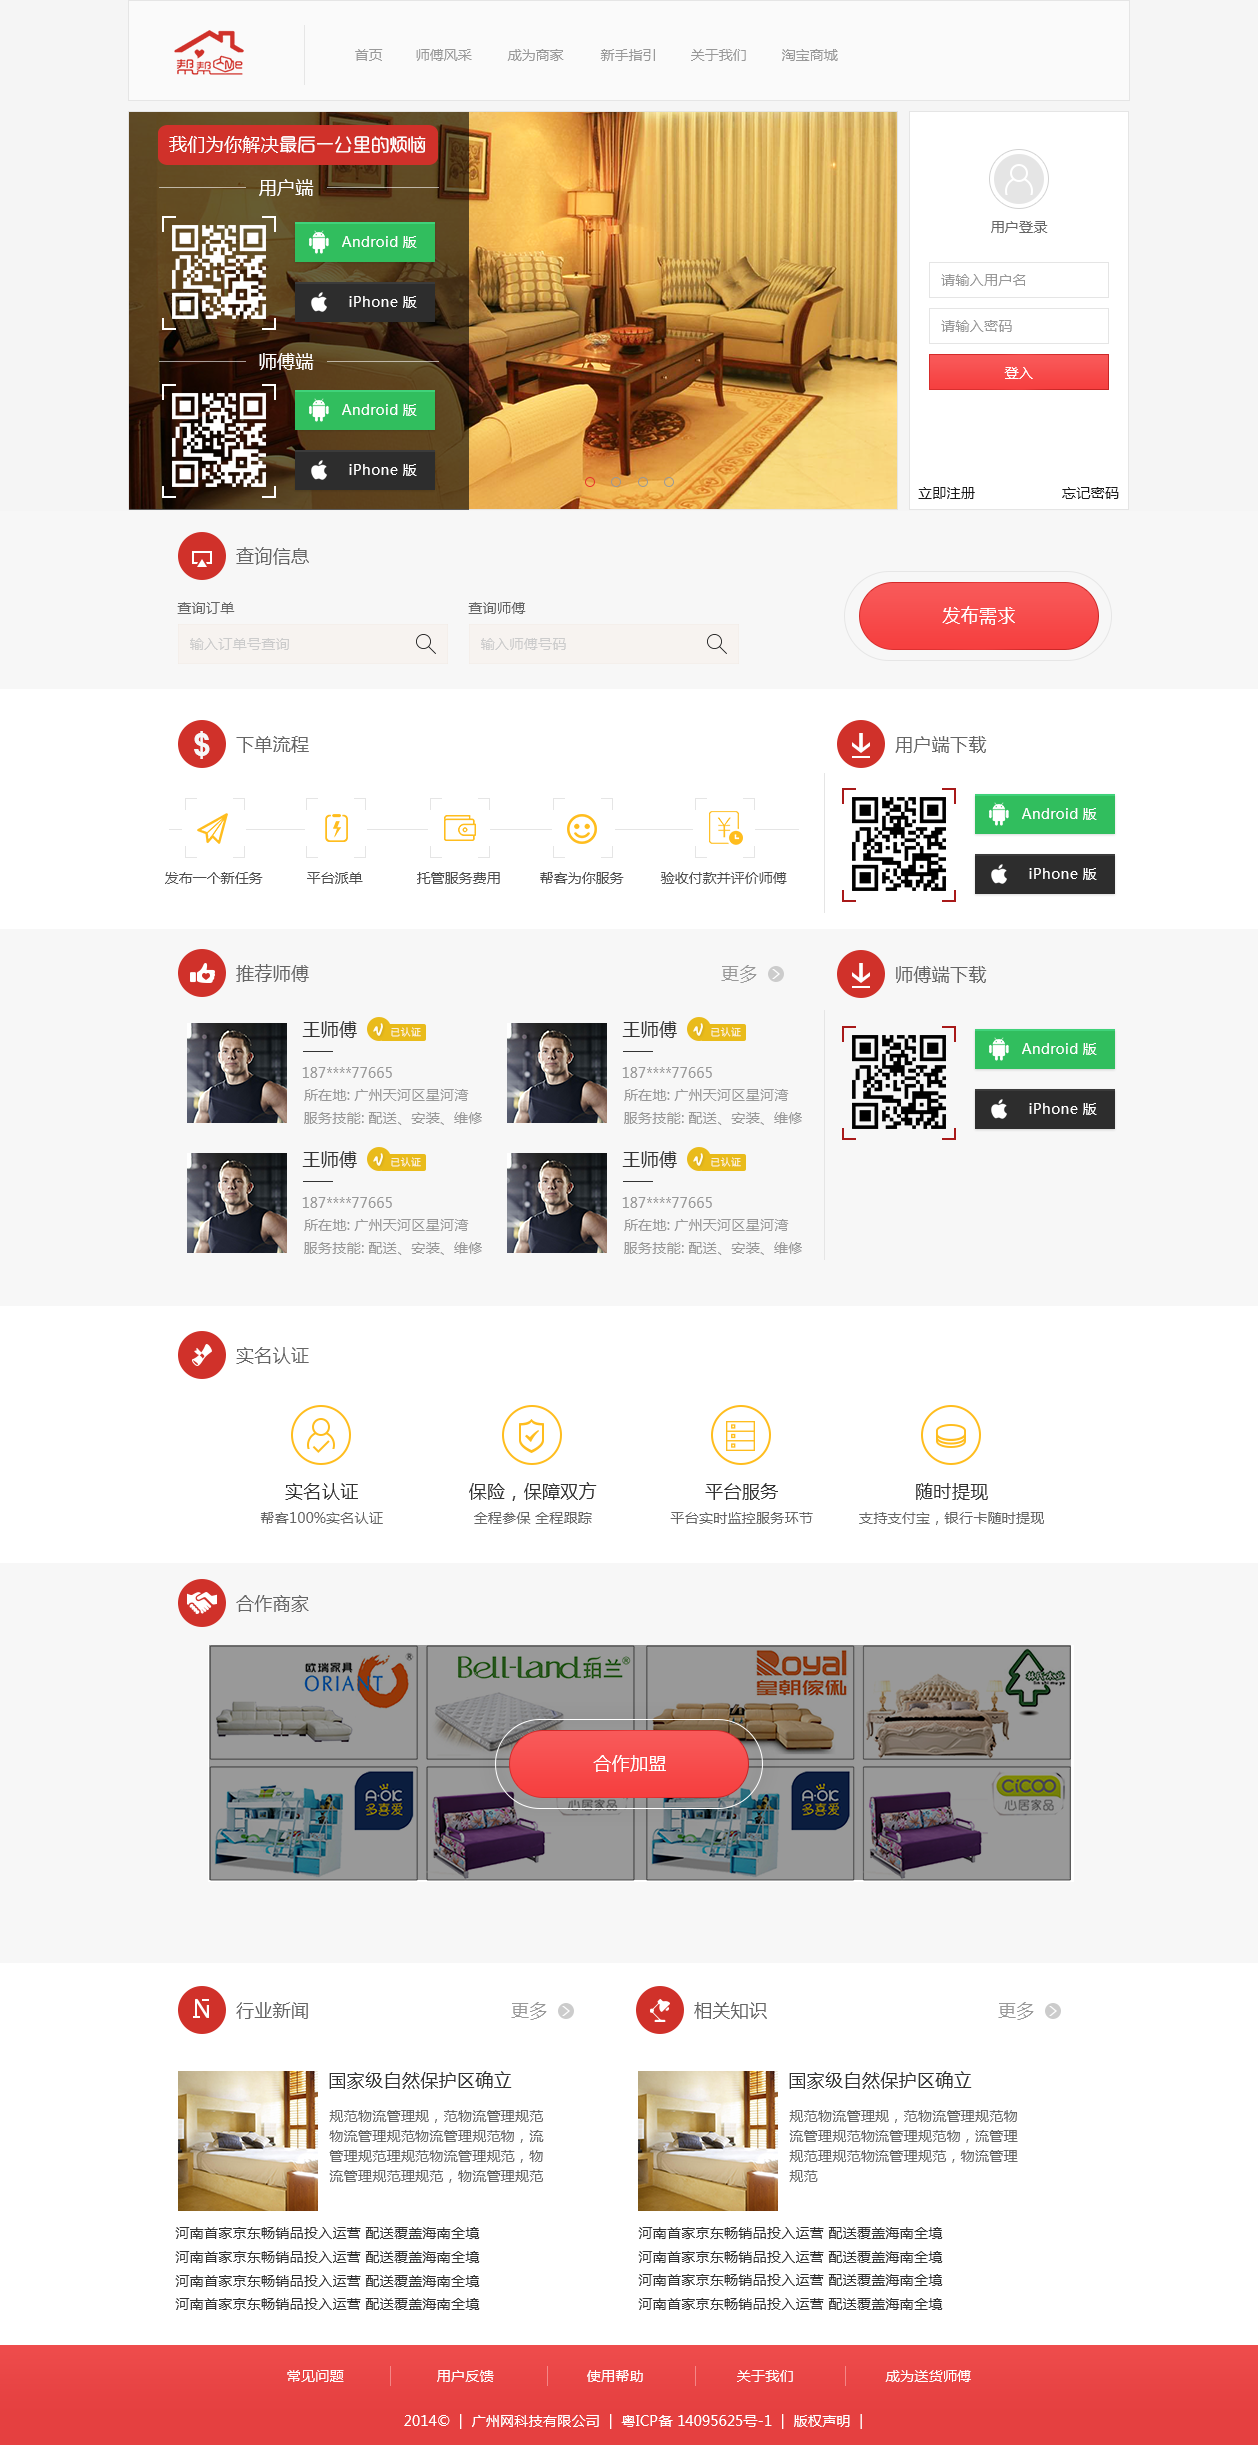 帮帮Me
首页
师傅风采
成为商家
新手指引
关于我们
淘宝商城
我们为你解决最后一公里的烦恼
用户端
Android 版
iPhone 版
师傅端
Android 版
iPhone 版
用户登录
请输入用户名
请输入密码
登入
立即注册
忘记密码
查询信息
查询订单
输入订单号查询
查询师傅
输入师傅号码
发布需求
下单流程
发布一个新任务
平台派单
托管服务费用
帮客为你服务
验收付款并评价师傅
用户端下载
Android 版
iPhone 版
推荐师傅
更多
王师傅 已认证
187****77665
所在地: 广州天河区星河湾
服务技能: 配送、安装、维修
王师傅 已认证
187****77665
所在地: 广州天河区星河湾
服务技能: 配送、安装、维修
王师傅 已认证
187****77665
所在地: 广州天河区星河湾
服务技能: 配送、安装、维修
王师傅 已认证
187****77665
所在地: 广州天河区星河湾
服务技能: 配送、安装、维修
师傅端下载
Android 版
iPhone 版
实名认证
实名认证
帮客100%实名认证
保险，保障双方
全程参保 全程跟踪
平台服务
平台实时监控服务环节
随时提现
支持支付宝，银行卡随时提现
合作商家
欧瑞家具®
ORIANT
Bell-Land玥兰®
Royal
皇朝傢俬
林氏木业
合作加盟
A·OK
多喜爱
心居家品
A·OK
多喜爱
CiCOO
心居家品
行业新闻
更多
国家级自然保护区确立
规范物流管理规，范物流管理规范
物流管理规范物流管理规范物，流
管理规范理规范物流管理规范，物
流管理规范理规范，物流管理规范
河南首家京东畅销品投入运营 配送覆盖海南全境
河南首家京东畅销品投入运营 配送覆盖海南全境
河南首家京东畅销品投入运营 配送覆盖海南全境
河南首家京东畅销品投入运营 配送覆盖海南全境
相关知识
更多
国家级自然保护区确立
规范物流管理规，范物流管理规范物
流管理规范物流管理规范物，流管理
规范理规范物流管理规范，物流管理
规范
河南首家京东畅销品投入运营 配送覆盖海南全境
河南首家京东畅销品投入运营 配送覆盖海南全境
河南首家京东畅销品投入运营 配送覆盖海南全境
河南首家京东畅销品投入运营 配送覆盖海南全境
常见问题
用户反馈
使用帮助
关于我们
成为送货师傅
2014© | 广州网科技有限公司 | 粤ICP备 14095625号-1 | 版权声明 |